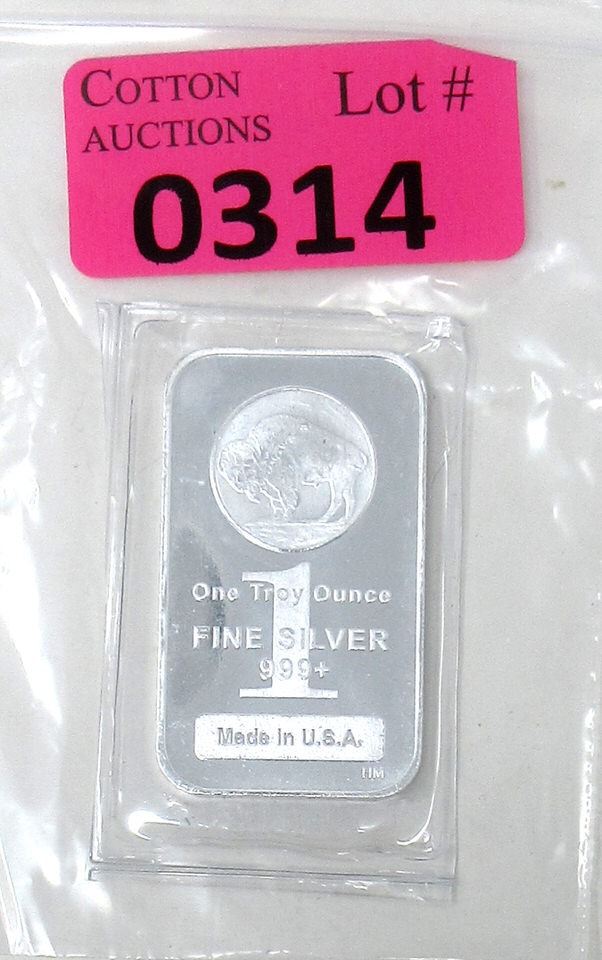 COTTON
AUCTIONS
Lot #
0314
One Troy Ounce
1
FINE SILVER
999+
Made in U.S.A.
HM